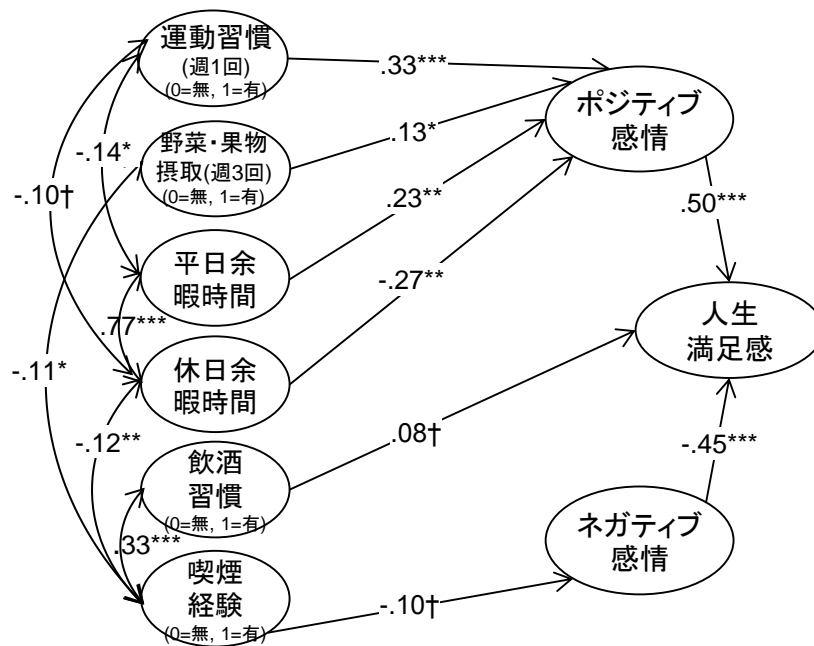 運動習慣
(週1回)
(0=無, 1=有)
.33***
ポジティブ
感情
野菜・果物
摂取(週3回)
(0=無, 1=有)
.13*
-.14*
-.10†
.23**
.50***
平日余
暇時間
-.27**
.77***
人生
満足感
休日余
暇時間
-.11*
-.12**
.08†
-.45***
飲酒
習慣
(0=無, 1=有)
ネガティブ
感情
.33***
喫煙
経験
(0=無, 1=有)
-.10†